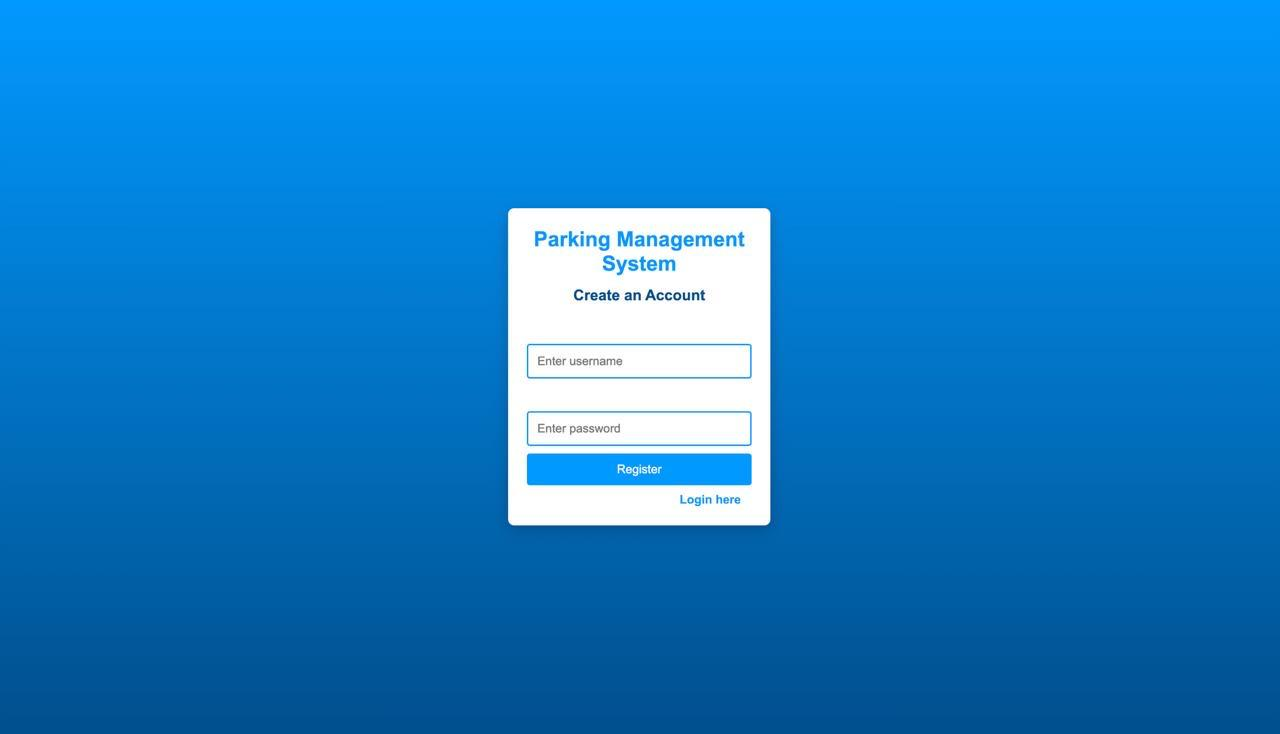 Parking Management
System
Create an Account
Enter username
Enter password
Register
Login here